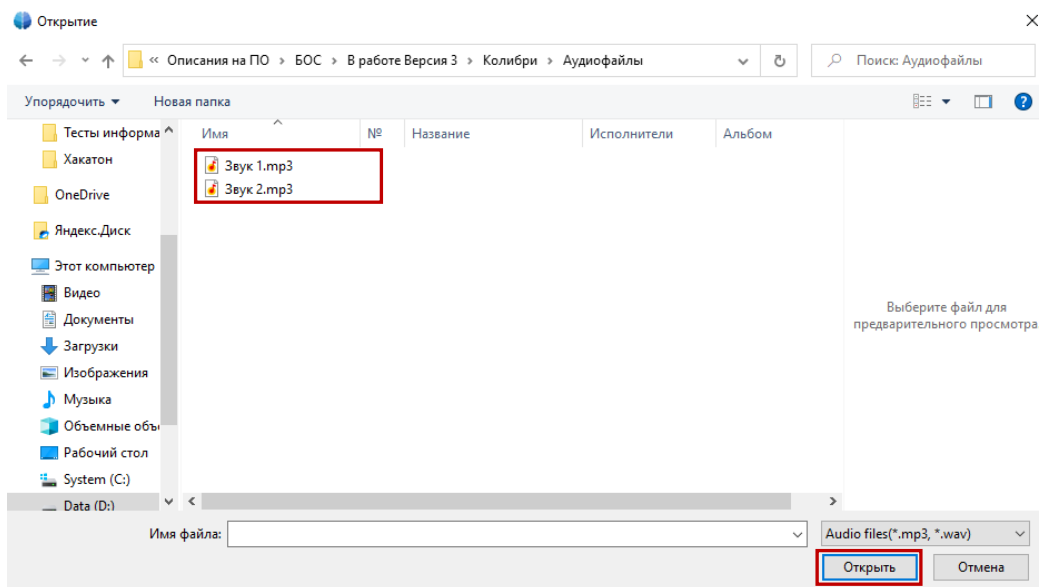 Открытие
« Описания на ПО › БОС › В работе Версия 3 › Колибри › Аудиофайлы
Поиск: Аудиофайлы
Упорядочить
Новая папка
Тесты информа
Хакатон
OneDrive
Яндекс.Диск
Этот компьютер
Видео
Документы
Загрузки
Изображения
Музыка
Объемные объ
Рабочий стол
System (C:)
Data (D:)
Имя № Название Исполнители Альбом
Звук 1.mp3
Звук 2.mp3
Выберите файл для
предварительного просмотра
Имя файла:
Audio files(*.mp3, *.wav)
Открыть Отмена